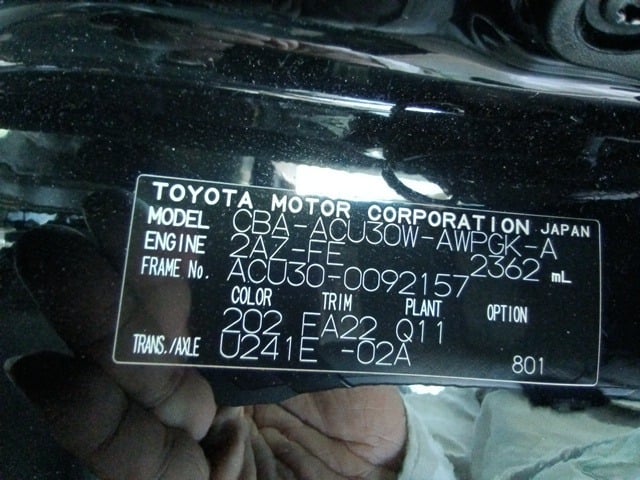 TOYOTA MOTOR CORPORATION JAPAN
MODEL CBA-ACU30W-AWPGK-A
ENGINE 2AZ-FE 2362 mL
FRAME No. ACU30-0092157
COLOR TRIM PLANT OPTION
202 EA22 Q11
TRANS./AXLE U241E -02A
801